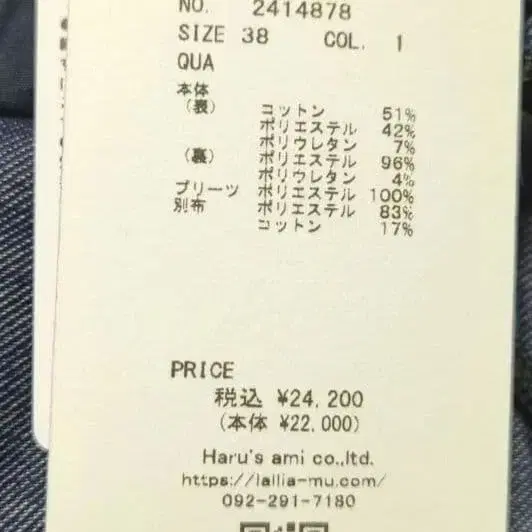 NO. 2414878
SIZE 38 COL. 1
QUA
本体
(表) コットン 51%
ポリエステル 42%
ポリウレタン 7%
(裏) ポリエステル 96%
ポリウレタン 4%
プリーツ ポリエステル 100%
別布 ポリエステル 83%
コットン 17%
PRICE
税込 ¥24,200
(本体 ¥22,000)
Haru's ami co.,ltd.
https://lallia-mu.com/
092-291-7180